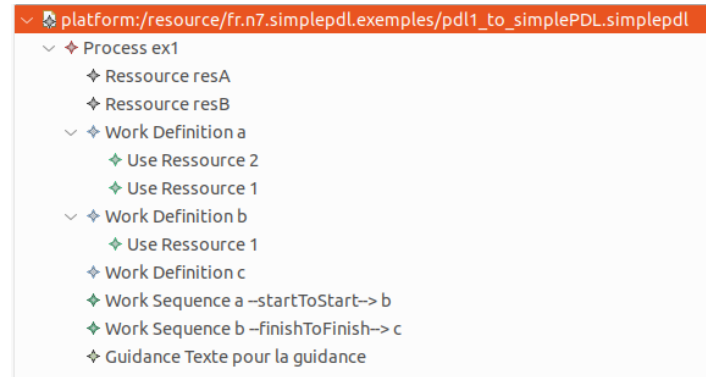 platform:/resource/fr.n7.simplepdl.exemples/pdl1_to_simplePDL.simplepdl
Process ex1
Ressource resA
Ressource resB
Work Definition a
Use Ressource 2
Use Ressource 1
Work Definition b
Use Ressource 1
Work Definition c
Work Sequence a --startToStart--> b
Work Sequence b --finishToFinish--> c
Guidance Texte pour la guidance